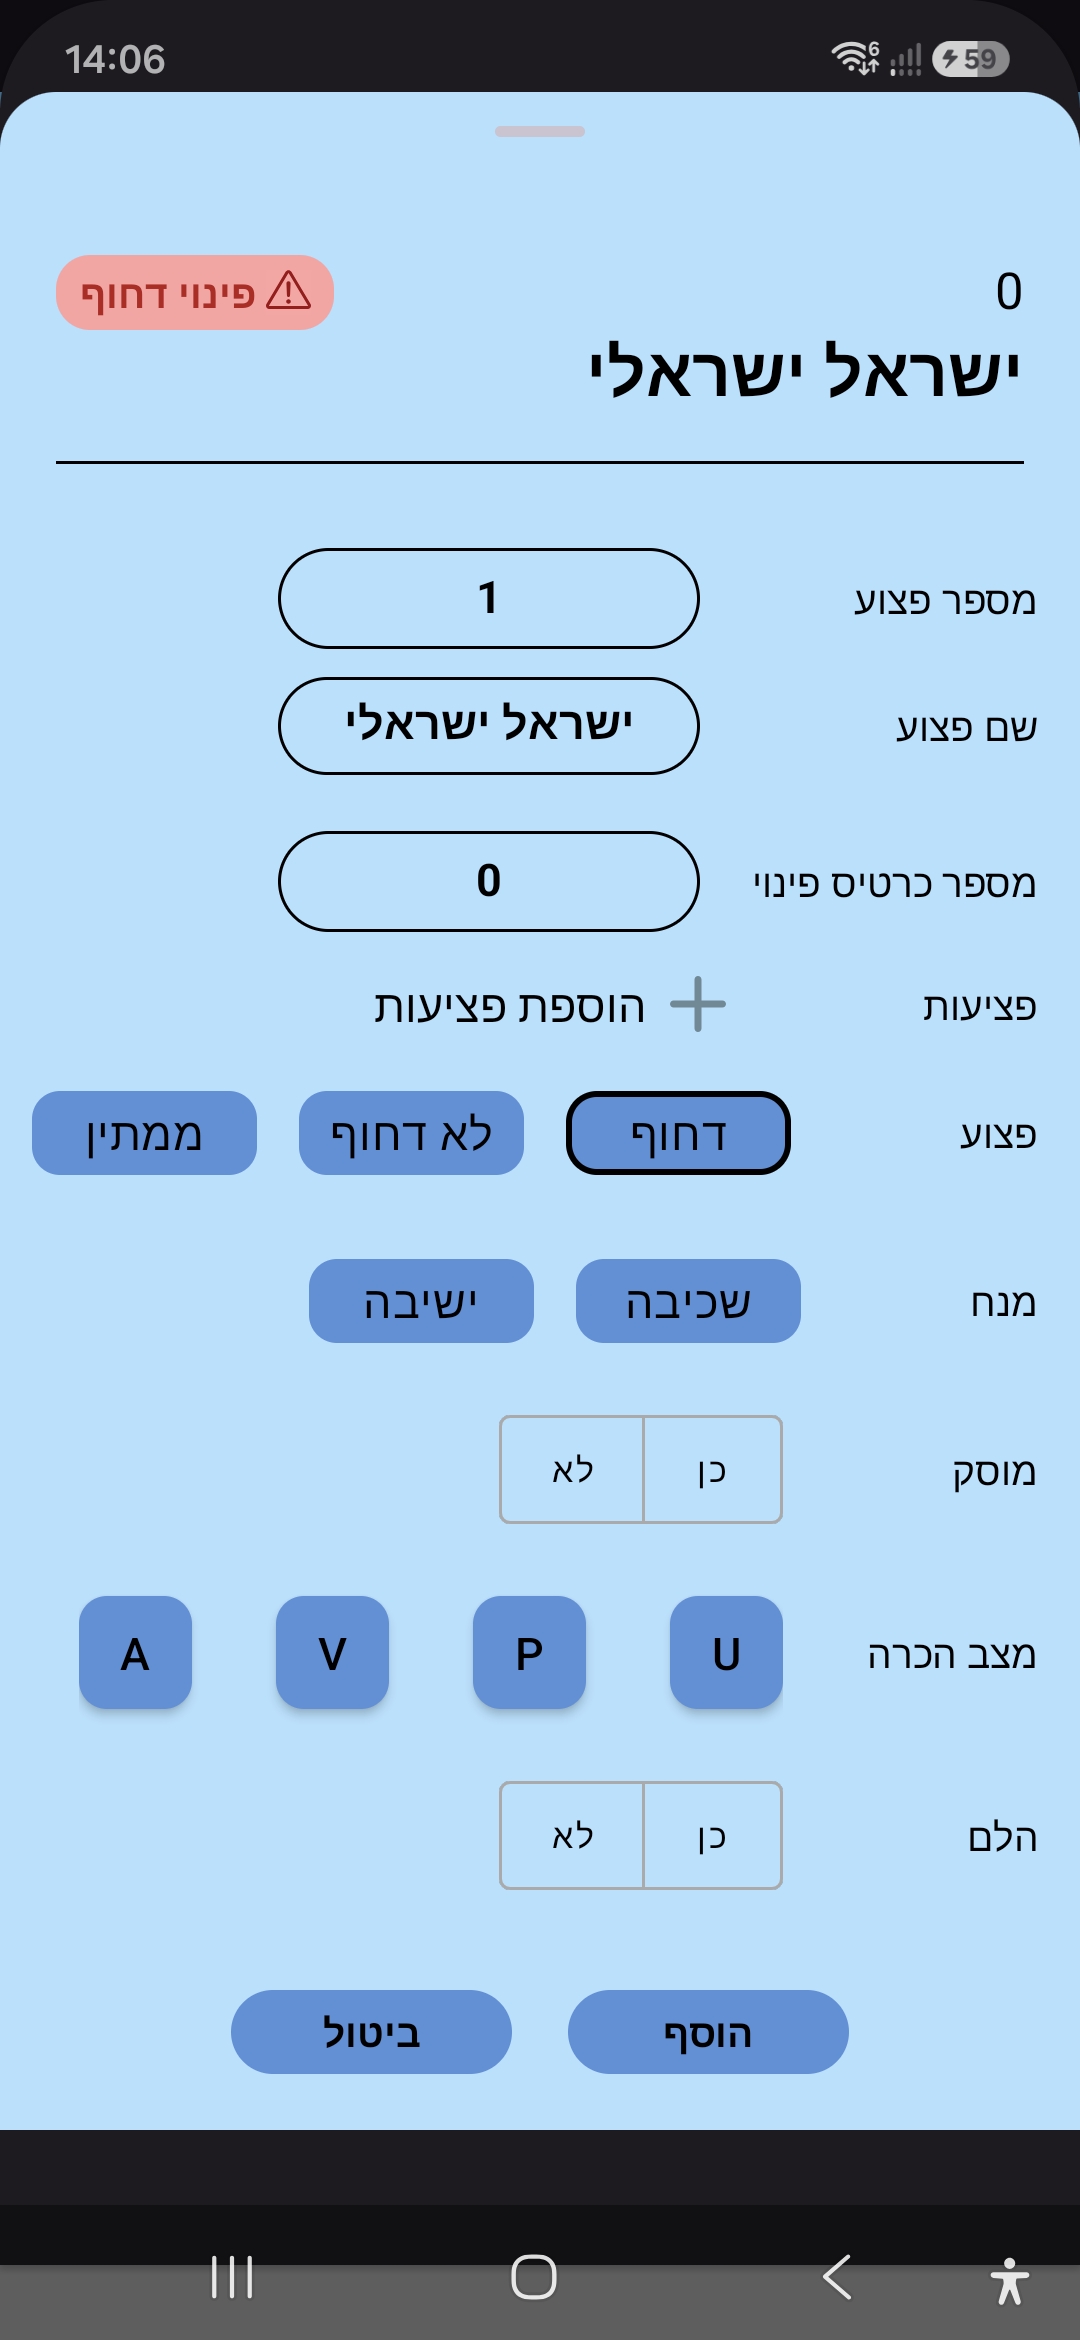 14:06
6
59
0
פינוי דחוף
ישראל ישראלי
מספר פצוע 1
שם פצוע ישראל ישראלי
מספר כרטיס פינוי 0
פציעות הוספת פציעות
פצוע דחוף לא דחוף ממתין
מנח שכיבה ישיבה
מוסק כן לא
מצב הכרה U P V A
הלם כן לא
הוסף ביטול